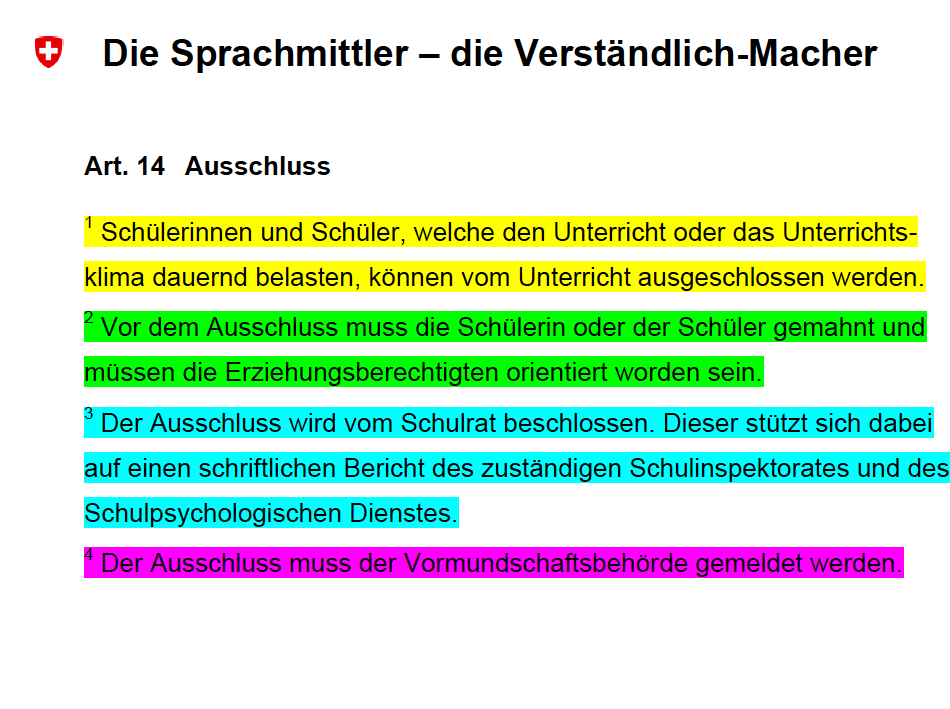 Die Sprachmittler – die Verständlich-Macher
Art. 14 Ausschluss
¹ Schülerinnen und Schüler, welche den Unterricht oder das Unterrichts-
klima dauernd belasten, können vom Unterricht ausgeschlossen werden.
² Vor dem Ausschluss muss die Schülerin oder der Schüler gemahnt und
müssen die Erziehungsberechtigten orientiert worden sein.
³ Der Ausschluss wird vom Schulrat beschlossen. Dieser stützt sich dabei
auf einen schriftlichen Bericht des zuständigen Schulinspektorates und des
Schulpsychologischen Dienstes.
⁴ Der Ausschluss muss der Vormundschaftsbehörde gemeldet werden.